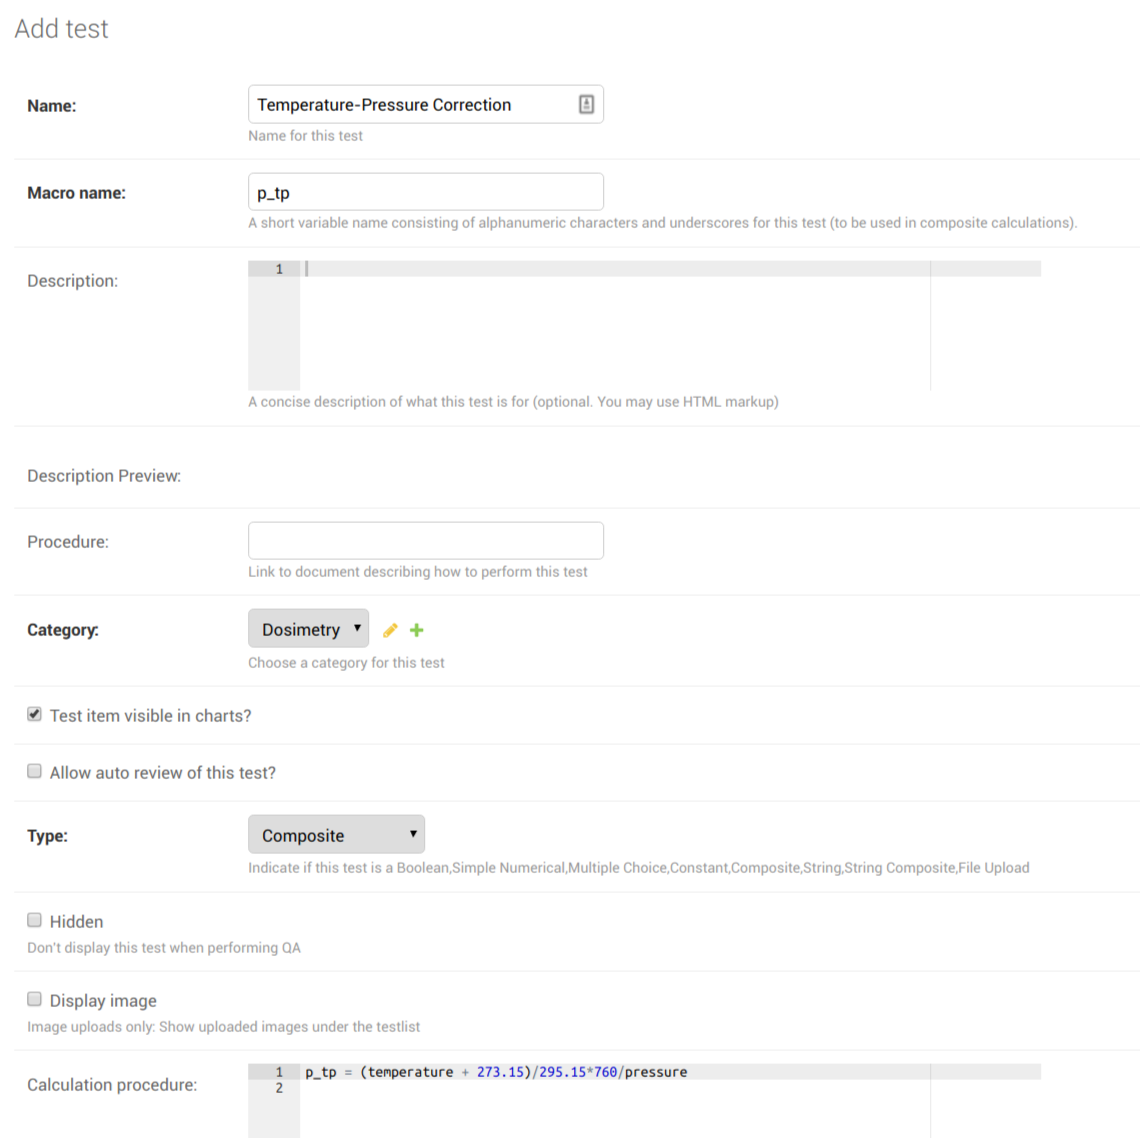 Add test
Name:
Temperature-Pressure Correction
Name for this test
Macro name:
p_tp
A short variable name consisting of alphanumeric characters and underscores for this test (to be used in composite calculations).
Description:
1
A concise description of what this test is for (optional. You may use HTML markup)
Description Preview:
Procedure:
Link to document describing how to perform this test
Category:
Dosimetry
Choose a category for this test
Test item visible in charts?
Allow auto review of this test?
Type:
Composite
Indicate if this test is a Boolean,Simple Numerical,Multiple Choice,Constant,Composite,String,String Composite,File Upload
Hidden
Don't display this test when performing QA
Display image
Image uploads only: Show uploaded images under the testlist
Calculation procedure:
1 p_tp = (temperature + 273.15)/295.15*760/pressure
2